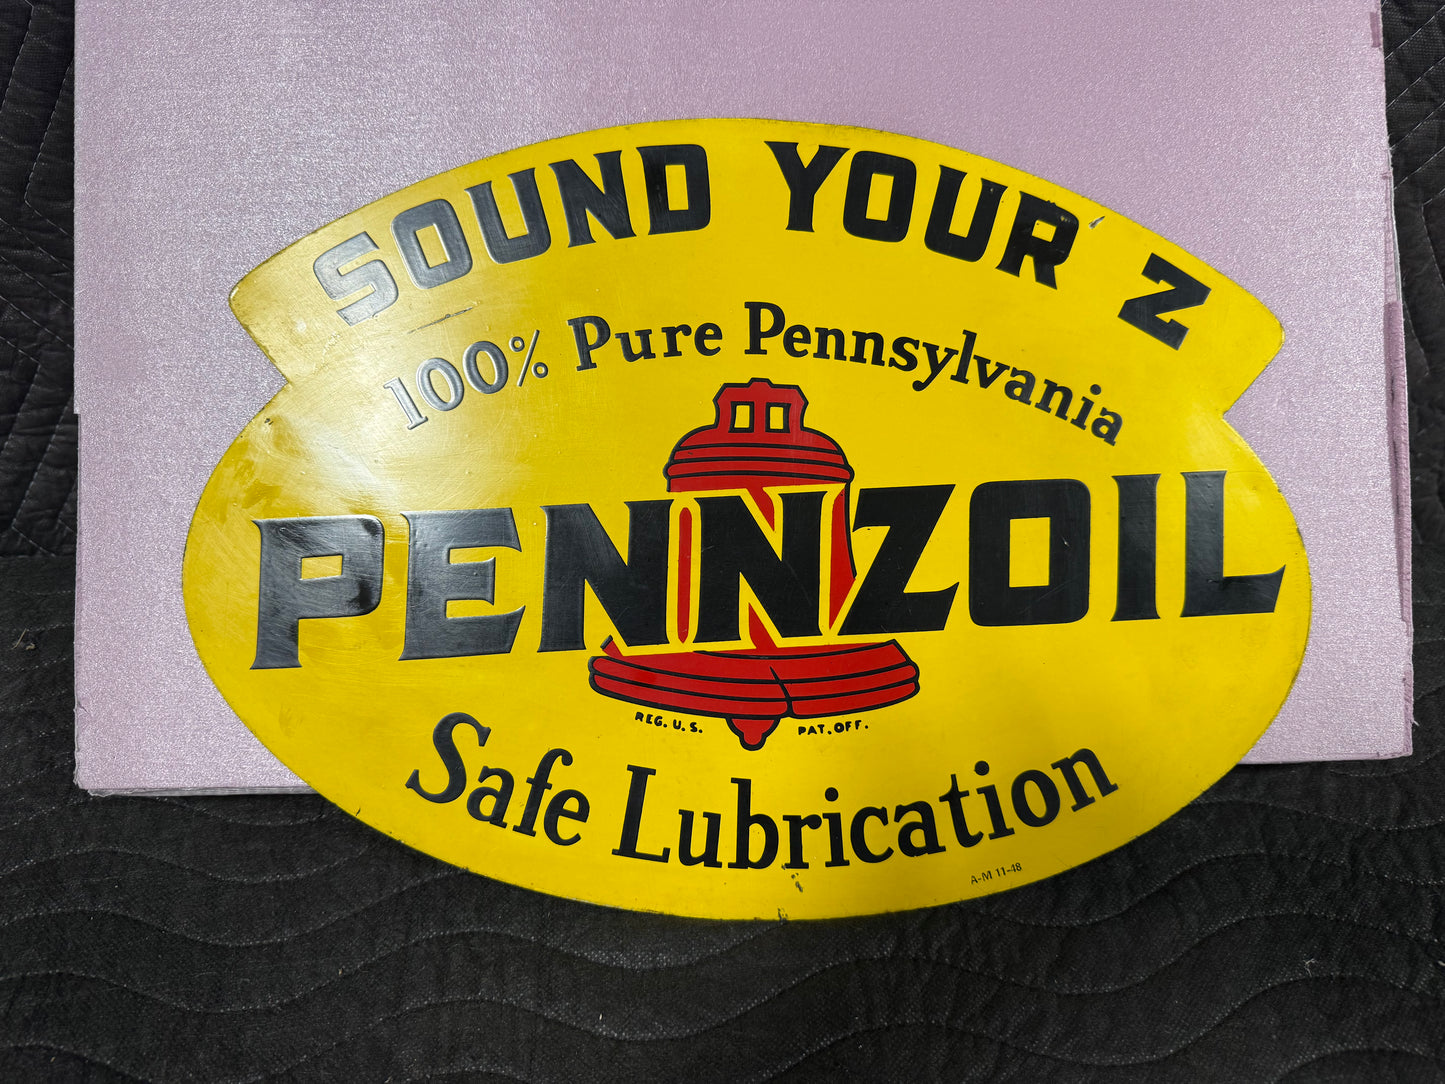 SOUND YOUR Z
100% Pure Pennsylvania
PENNZOIL
REG. U.S. PAT. OFF.
Safe Lubrication
A-M 11-48